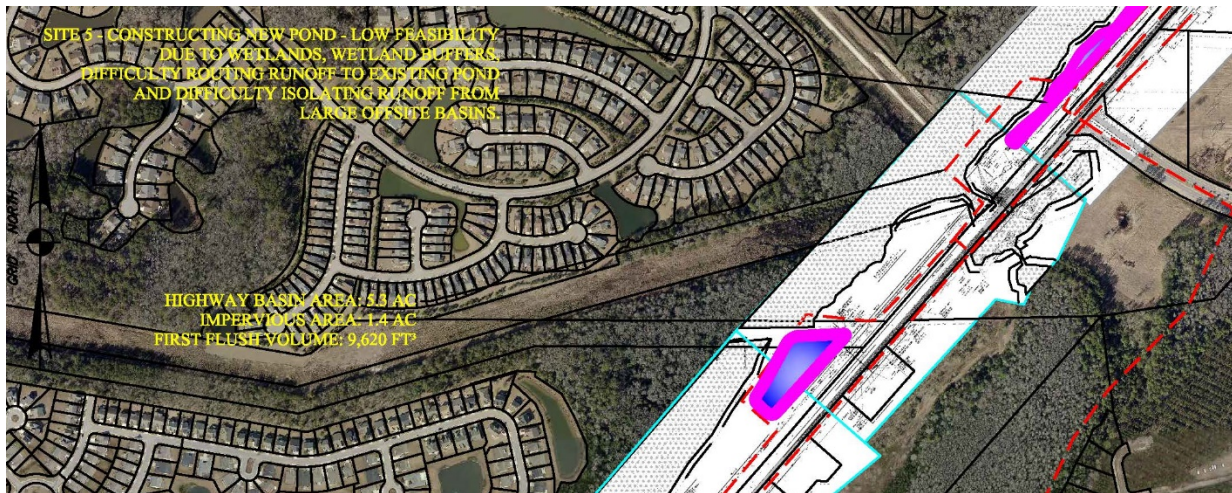 SITE 5 - CONSTRUCTING NEW POND - LOW FEASIBILITY
DUE TO WETLANDS, WETLAND BUFFERS,
DIFFICULTY ROUTING RUNOFF TO EXISTING POND
AND DIFFICULTY ISOLATING RUNOFF FROM
LARGE OFFSITE BASINS.
GRID NORTH
HIGHWAY BASIN AREA: 5.3 AC
IMPERVIOUS AREA: 1.4 AC
FIRST FLUSH VOLUME: 9,620 FT³